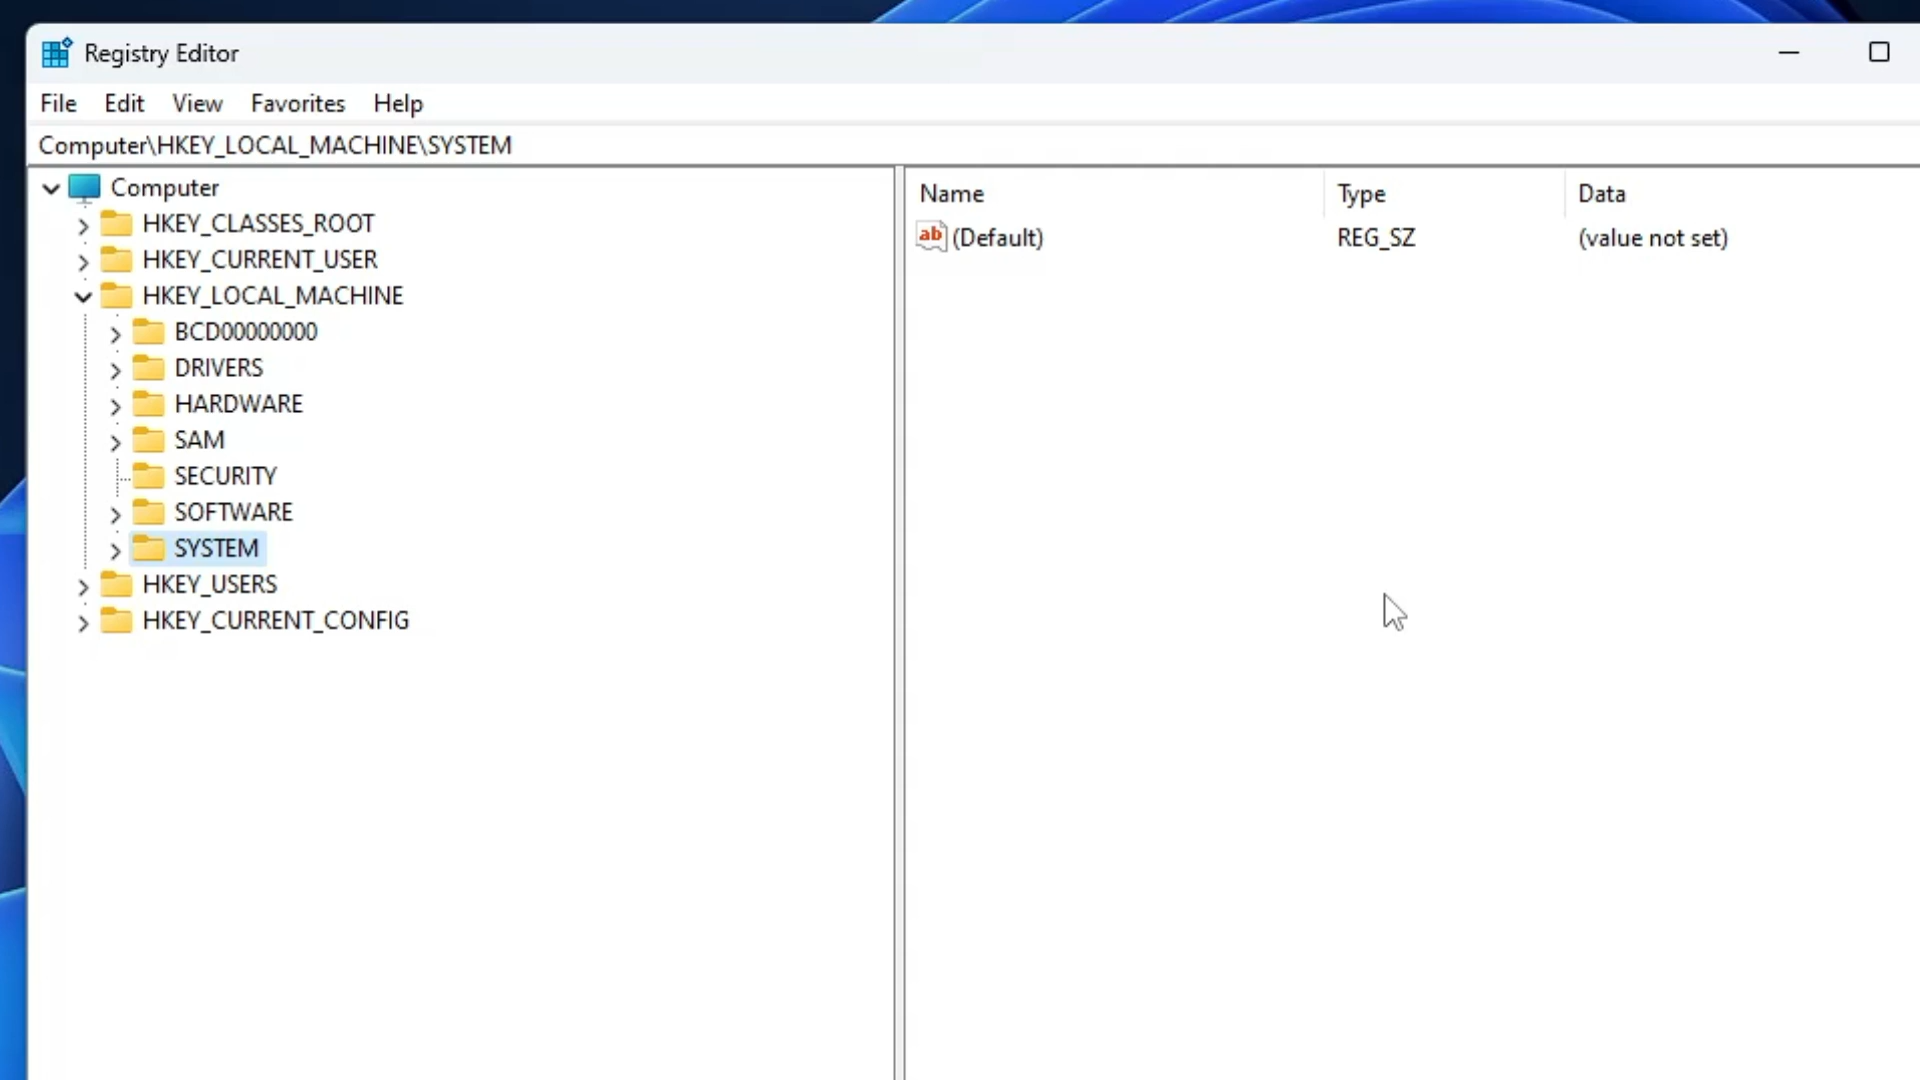 Registry Editor
File Edit View Favorites Help
Computer\HKEY_LOCAL_MACHINE\SYSTEM
Computer
HKEY_CLASSES_ROOT
HKEY_CURRENT_USER
HKEY_LOCAL_MACHINE
BCD00000000
DRIVERS
HARDWARE
SAM
SECURITY
SOFTWARE
SYSTEM
HKEY_USERS
HKEY_CURRENT_CONFIG
Name Type Data
ab (Default) REG_SZ (value not set)